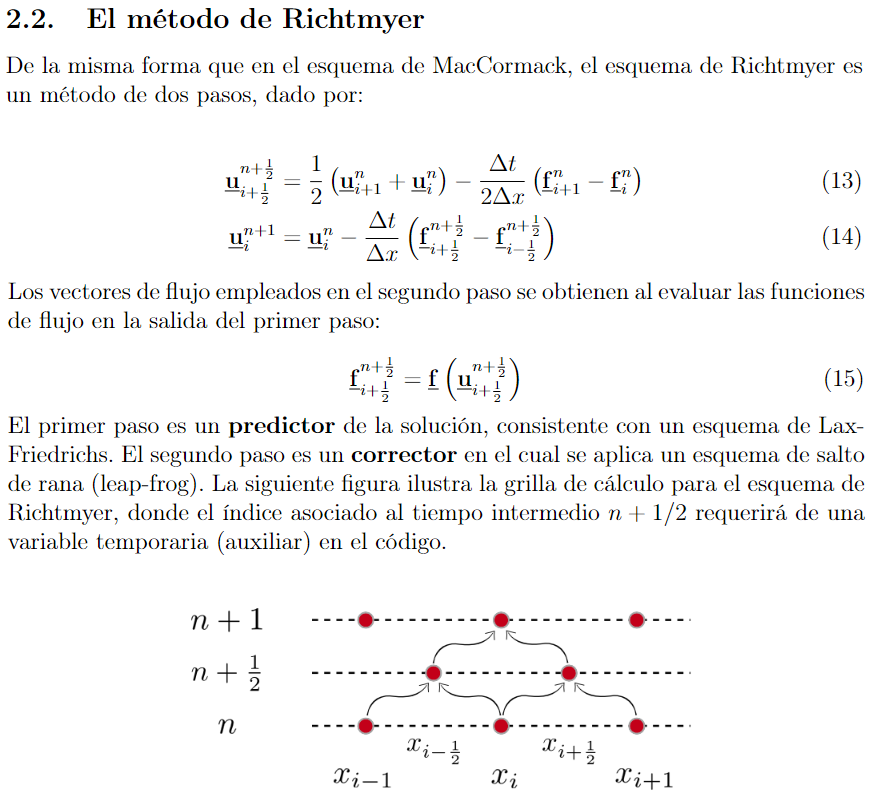 2.2. El método de Richtmyer
De la misma forma que en el esquema de MacCormack, el esquema de Richtmyer es
un método de dos pasos, dado por:
$\underline{\mathbf{u}}_{i+\frac{1}{2}}^{n+\frac{1}{2}} = \frac{1}{2}\left(\underline{\mathbf{u}}_{i+1}^{n} + \underline{\mathbf{u}}_{i}^{n}\right) - \frac{\Delta t}{2\Delta x}\left(\underline{\mathbf{f}}_{i+1}^{n} - \underline{\mathbf{f}}_{i}^{n}\right)$ (13)
$\underline{\mathbf{u}}_{i}^{n+1} = \underline{\mathbf{u}}_{i}^{n} - \frac{\Delta t}{\Delta x}\left(\underline{\mathbf{f}}_{i+\frac{1}{2}}^{n+\frac{1}{2}} - \underline{\mathbf{f}}_{i-\frac{1}{2}}^{n+\frac{1}{2}}\right)$ (14)
Los vectores de flujo empleados en el segundo paso se obtienen al evaluar las funciones
de flujo en la salida del primer paso:
$\underline{\mathbf{f}}_{i+\frac{1}{2}}^{n+\frac{1}{2}} = \underline{\mathbf{f}}\left(\underline{\mathbf{u}}_{i+\frac{1}{2}}^{n+\frac{1}{2}}\right)$ (15)
El primer paso es un predictor de la solución, consistente con un esquema de Lax-
Friedrichs. El segundo paso es un corrector en el cual se aplica un esquema de salto
de rana (leap-frog). La siguiente figura ilustra la grilla de cálculo para el esquema de
Richtmyer, donde el índice asociado al tiempo intermedio $n + 1/2$ requerirá de una
variable temporaria (auxiliar) en el código.
$n + 1$
$n + \frac{1}{2}$
$n$
$x_{i-\frac{1}{2}}$ $x_{i+\frac{1}{2}}$
$x_{i-1}$ $x_{i}$ $x_{i+1}$